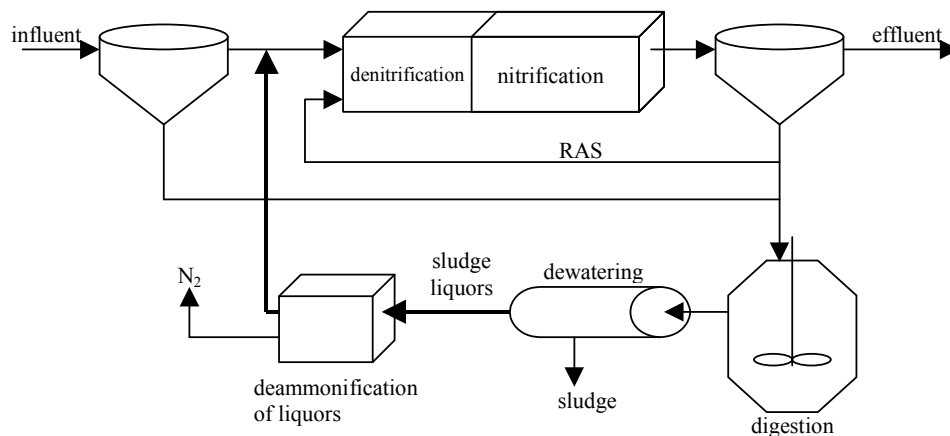 influent
effluent
denitrification
nitrification
RAS
N2
sludge
liquors
dewatering
deammonification
of liquors
sludge
digestion